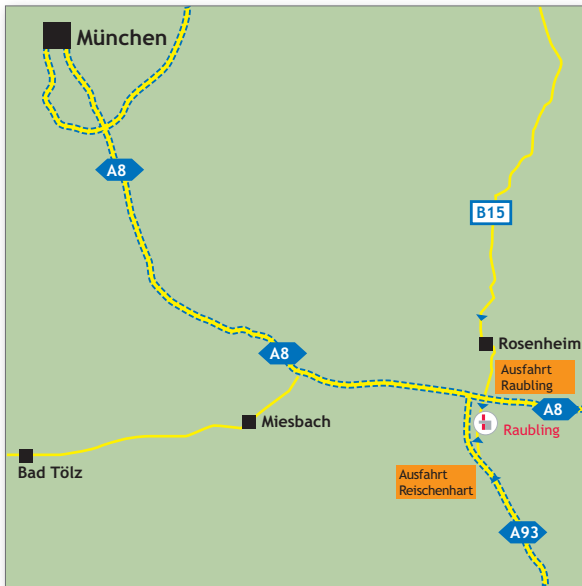 München
A8
B15
Rosenheim
A8
Ausfahrt
Raubling
A8
Miesbach
Raubling
Bad Tölz
Ausfahrt
Reischenhart
A93